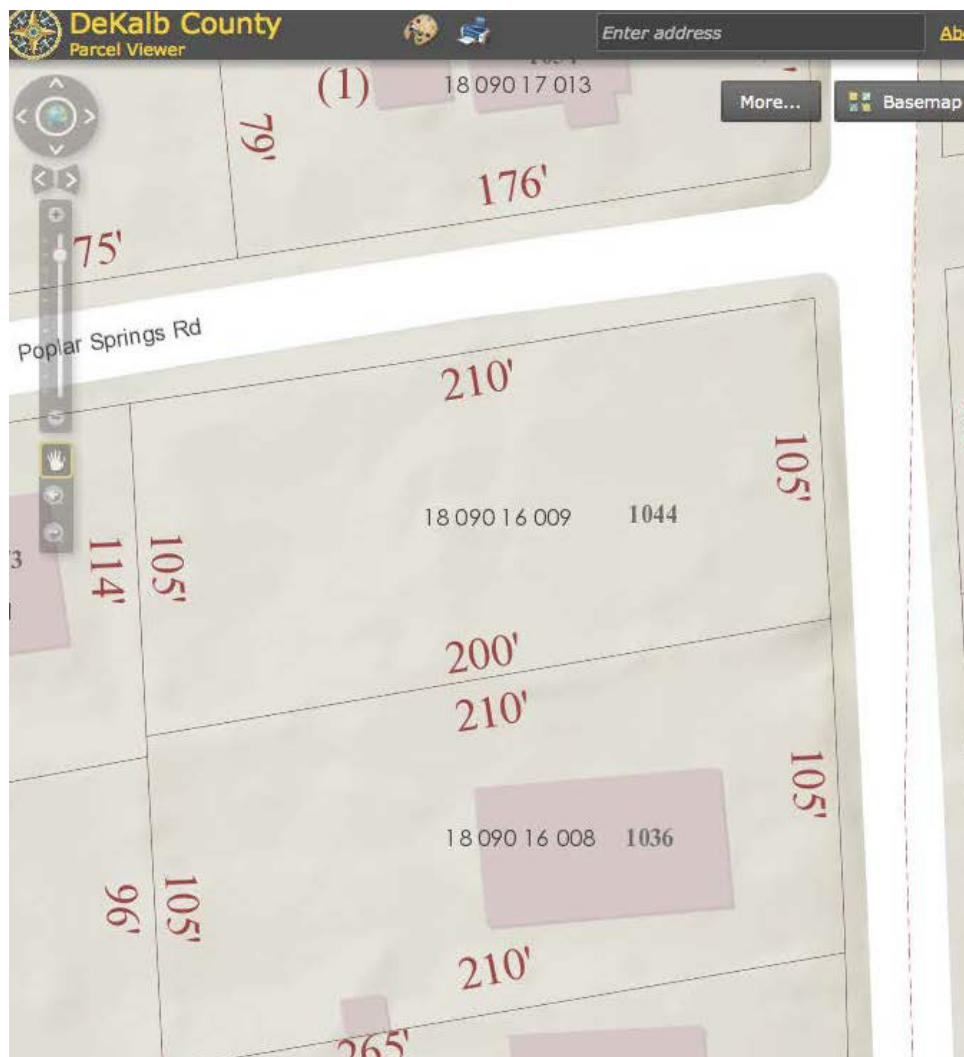 DeKalb County
Parcel Viewer
Enter address
(1)
18 090 17 013
More...
Basemap
79'
176'
75'
Poplar Springs Rd
210'
105'
18 090 16 009 1044
114'
105'
200'
210'
105'
18 090 16 008 1036
96'
105'
210'
265'